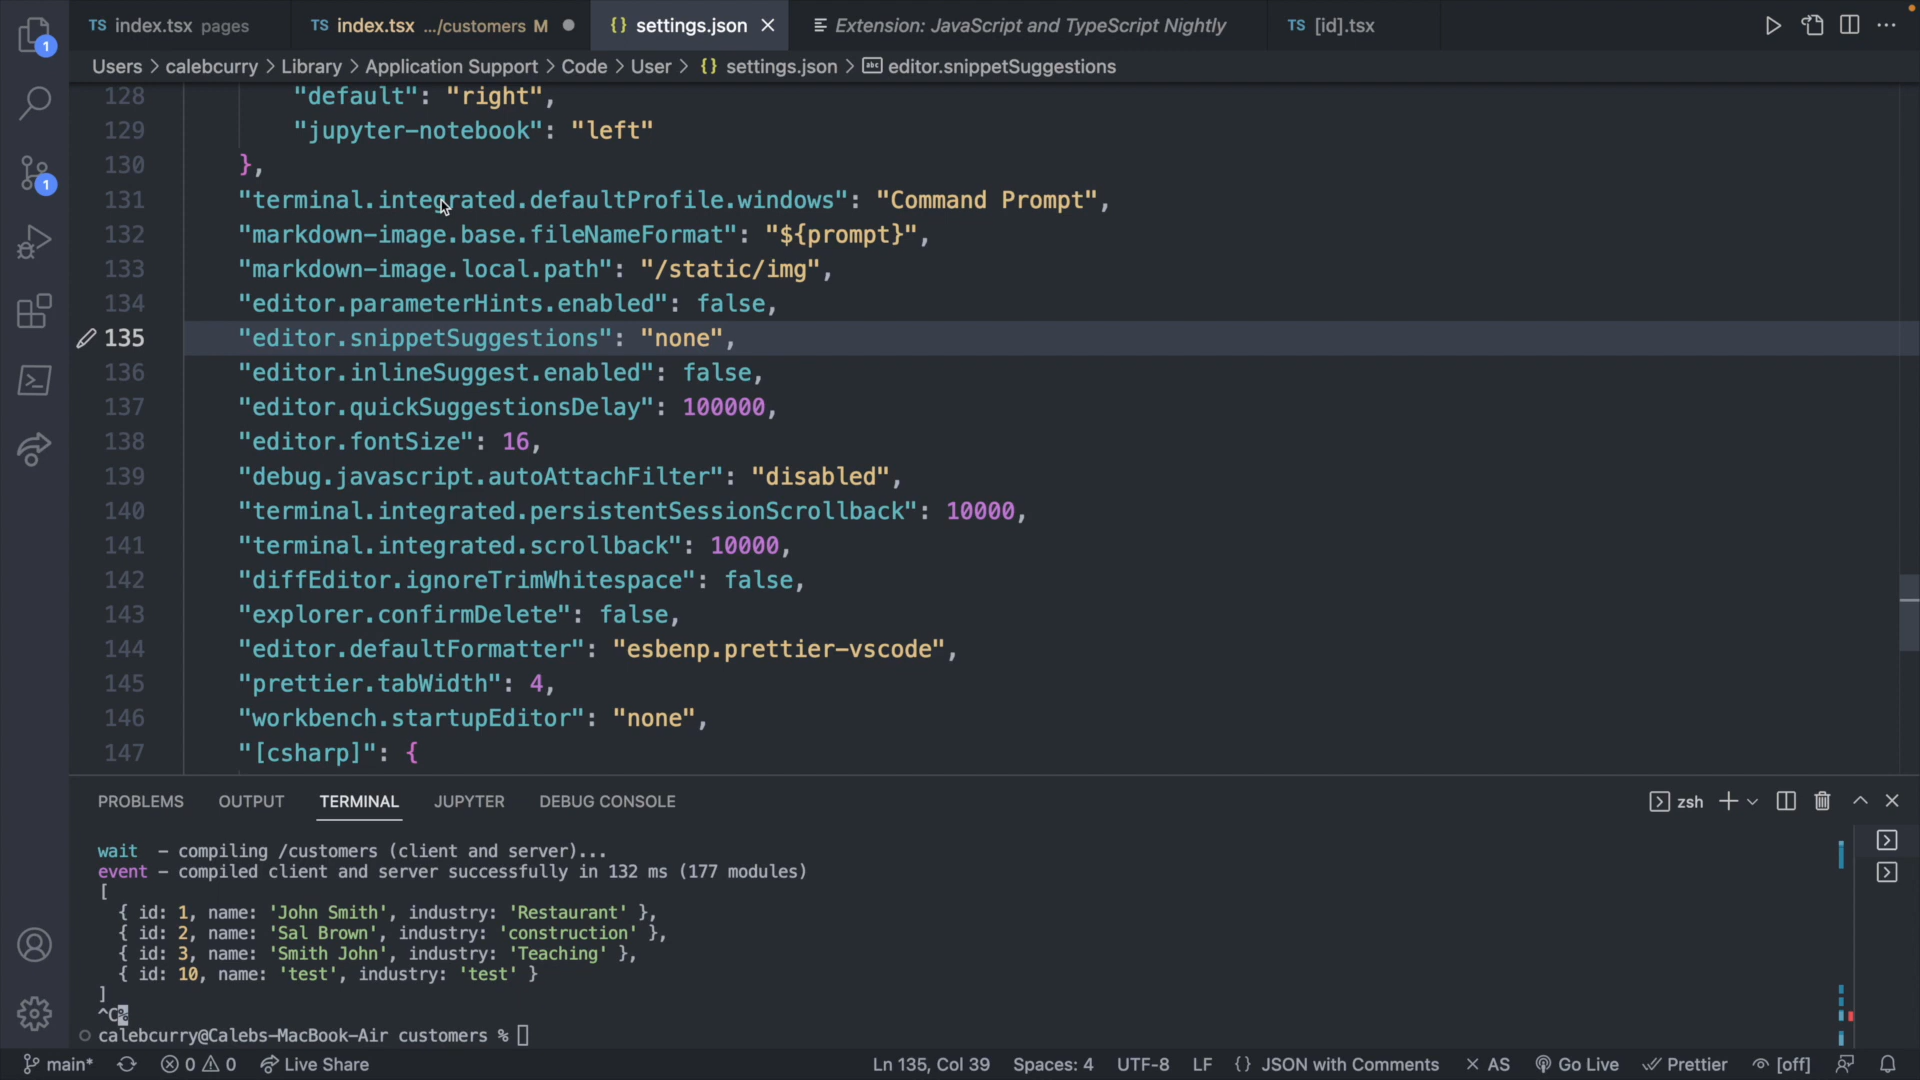 1
1
TS index.tsx pages
TS index.tsx .../customers M
{} settings.json
Extension: JavaScript and TypeScript Nightly
TS [id].tsx
Users > calebcurry > Library > Application Support > Code > User > {} settings.json > abc editor.snippetSuggestions
128 "default": "right",
129 "jupyter-notebook": "left"
130 },
131 "terminal.integrated.defaultProfile.windows": "Command Prompt",
132 "markdown-image.base.fileNameFormat": "${prompt}",
133 "markdown-image.local.path": "/static/img",
134 "editor.parameterHints.enabled": false,
135 "editor.snippetSuggestions": "none",
136 "editor.inlineSuggest.enabled": false,
137 "editor.quickSuggestionsDelay": 100000,
138 "editor.fontSize": 16,
139 "debug.javascript.autoAttachFilter": "disabled",
140 "terminal.integrated.persistentSessionScrollback": 10000,
141 "terminal.integrated.scrollback": 10000,
142 "diffEditor.ignoreTrimWhitespace": false,
143 "explorer.confirmDelete": false,
144 "editor.defaultFormatter": "esbenp.prettier-vscode",
145 "prettier.tabWidth": 4,
146 "workbench.startupEditor": "none",
147 "[csharp]": {
PROBLEMS OUTPUT TERMINAL JUPYTER DEBUG CONSOLE
zsh
wait – compiling /customers (client and server)...
event – compiled client and server successfully in 132 ms (177 modules)
[
{ id: 1, name: 'John Smith', industry: 'Restaurant' },
{ id: 2, name: 'Sal Brown', industry: 'construction' },
{ id: 3, name: 'Smith John', industry: 'Teaching' },
{ id: 10, name: 'test', industry: 'test' }
]
^C%
calebcurry@Calebs-MacBook-Air customers %
main* 0 0 Live Share Ln 135, Col 39 Spaces: 4 UTF-8 LF {} JSON with Comments × AS Go Live Prettier [off]